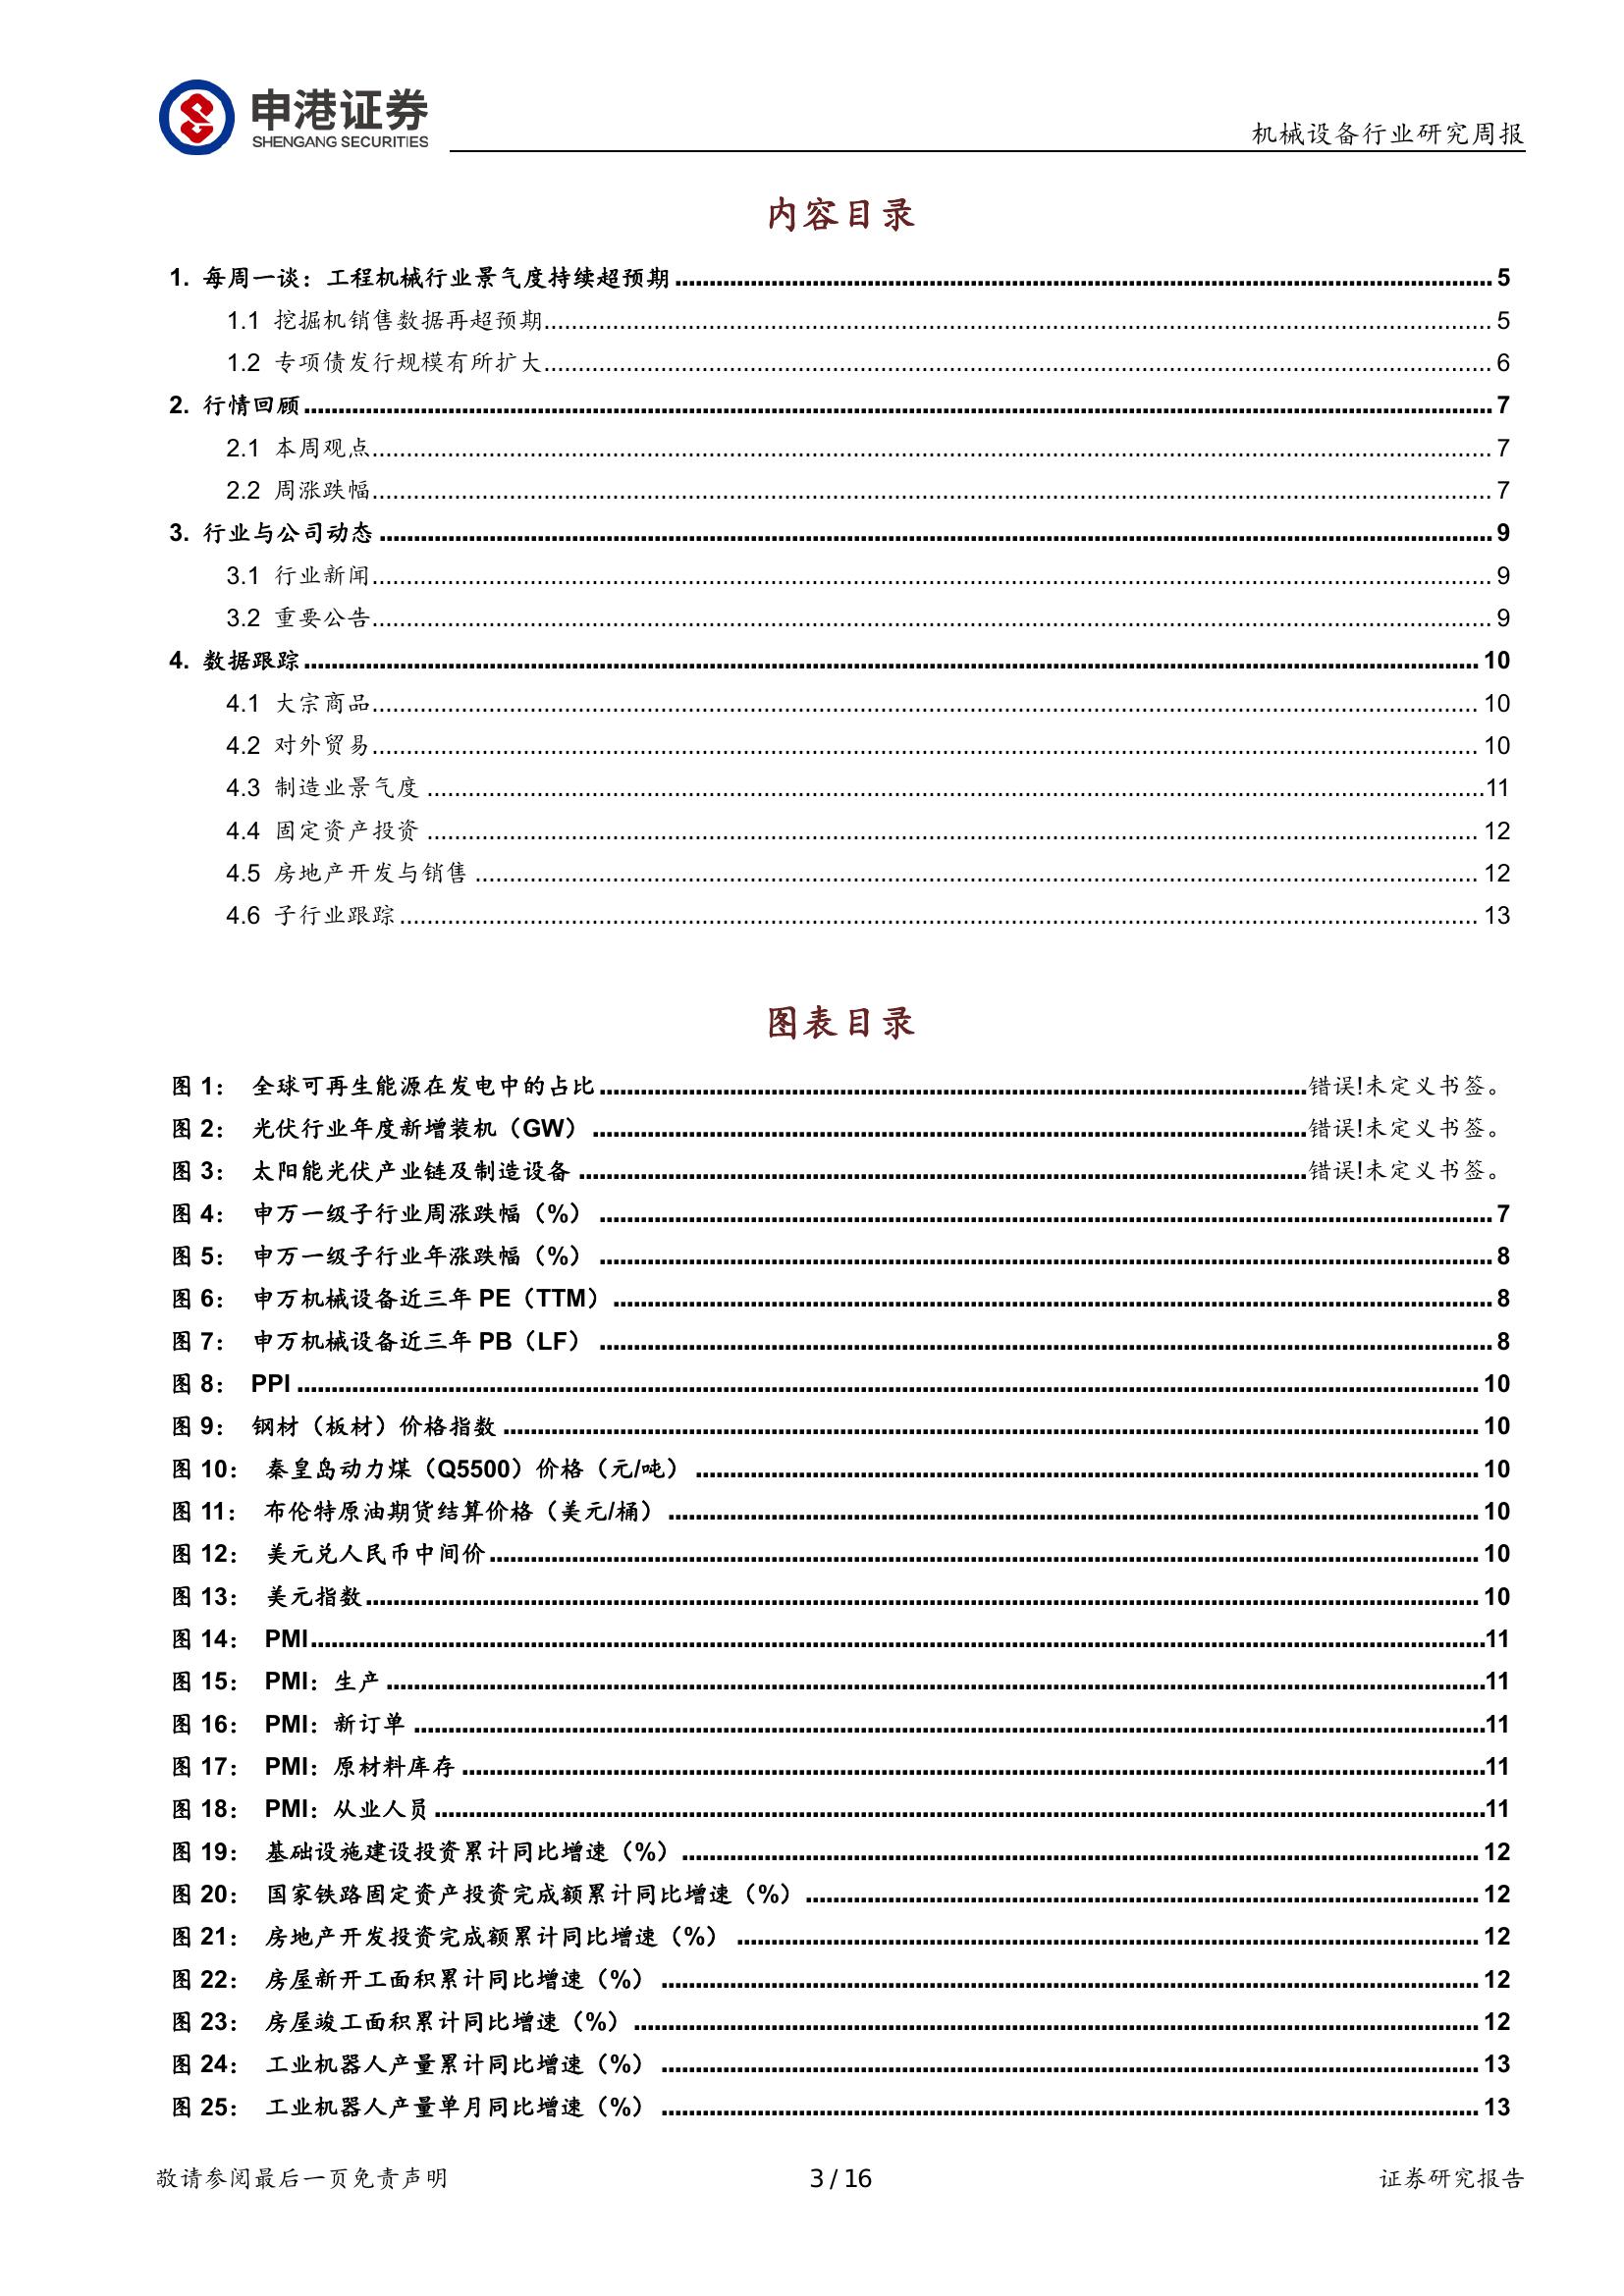 申港证券
SHENGANG SECURITIES
机械设备行业研究周报
内容目录
1. 每周一谈：工程机械行业景气度持续超预期 5
1.1 挖掘机销售数据再超预期 5
1.2 专项债发行规模有所扩大 6
2. 行情回顾 7
2.1 本周观点 7
2.2 周涨跌幅 7
3. 行业与公司动态 9
3.1 行业新闻 9
3.2 重要公告 9
4. 数据跟踪 10
4.1 大宗商品 10
4.2 对外贸易 10
4.3 制造业景气度 11
4.4 固定资产投资 12
4.5 房地产开发与销售 12
4.6 子行业跟踪 13
图表目录
图 1： 全球可再生能源在发电中的占比 错误!未定义书签。
图 2： 光伏行业年度新增装机（GW） 错误!未定义书签。
图 3： 太阳能光伏产业链及制造设备 错误!未定义书签。
图 4： 申万一级子行业周涨跌幅（%） 7
图 5： 申万一级子行业年涨跌幅（%） 8
图 6： 申万机械设备近三年 PE（TTM） 8
图 7： 申万机械设备近三年 PB（LF） 8
图 8： PPI 10
图 9： 钢材（板材）价格指数 10
图 10： 秦皇岛动力煤（Q5500）价格（元/吨） 10
图 11： 布伦特原油期货结算价格（美元/桶） 10
图 12： 美元兑人民币中间价 10
图 13： 美元指数 10
图 14： PMI 11
图 15： PMI：生产 11
图 16： PMI：新订单 11
图 17： PMI：原材料库存 11
图 18： PMI：从业人员 11
图 19： 基础设施建设投资累计同比增速（%） 12
图 20： 国家铁路固定资产投资完成额累计同比增速（%） 12
图 21： 房地产开发投资完成额累计同比增速（%） 12
图 22： 房屋新开工面积累计同比增速（%） 12
图 23： 房屋竣工面积累计同比增速（%） 12
图 24： 工业机器人产量累计同比增速（%） 13
图 25： 工业机器人产量单月同比增速（%） 13
敬请参阅最后一页免责声明 3 / 16 证券研究报告